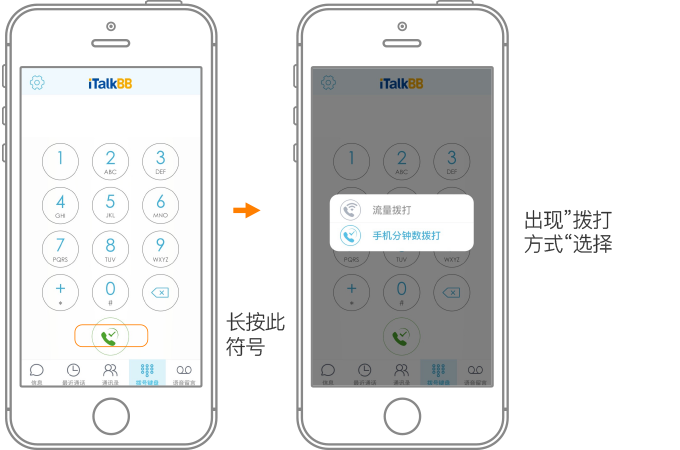 iTalkBB
1
2
ABC
3
DEF
4
GHI
5
JKL
6
MNO
7
PQRS
8
TUV
9
WXYZ
+
*
0
#
信息
最近通话
通讯录
拨号键盘
语音留言
长按此
符号
iTalkBB
1
2
ABC
3
DEF
流量拨打
手机分钟数拨打
PQRS
TUV
WXYZ
+
*
0
#
信息
最近通话
通讯录
拨号键盘
语音留言
出现”拨打
方式“选择